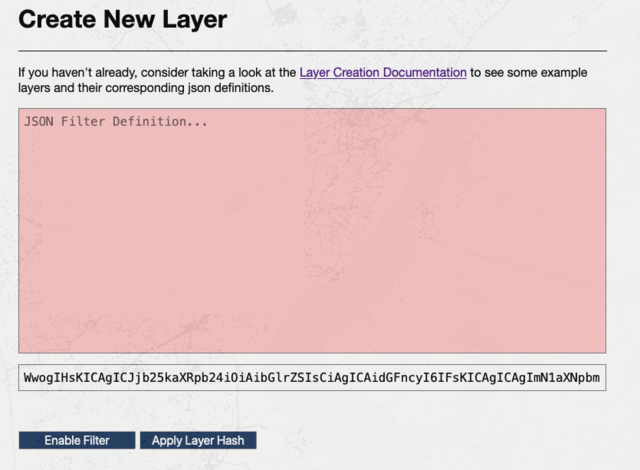 Create New Layer
If you haven't already, consider taking a look at the Layer Creation Documentation to see some example
layers and their corresponding json definitions.
JSON Filter Definition...
WwogIHsKICAgICJjb25kaXRpb24iOiAibGlrZSIsCiAgICAidGFncyI6IFsKICAgICAgImN1aXNpbm
Enable Filter
Apply Layer Hash